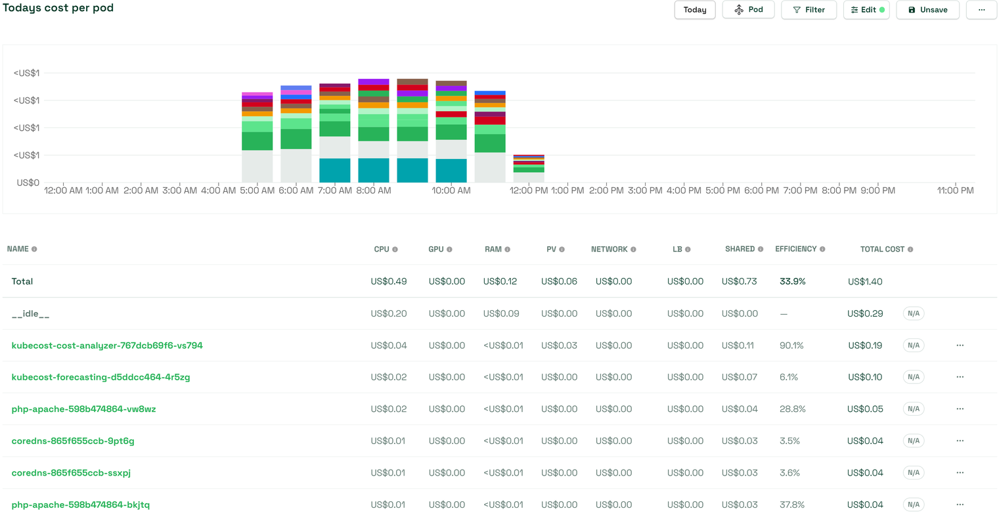 Todays cost per pod
Today Pod Filter Edit Unsave ...
<US$1
<US$1
<US$1
<US$1
US$0
12:00 AM 1:00 AM 2:00 AM 3:00 AM 4:00 AM 5:00 AM 6:00 AM 7:00 AM 8:00 AM 10:00 AM 12:00 PM 1:00 PM 2:00 PM 3:00 PM 4:00 PM 5:00 PM 6:00 PM 7:00 PM 8:00 PM 9:00 PM 11:00 PM
NAME CPU GPU RAM PV NETWORK LB SHARED EFFICIENCY TOTAL COST
Total US$0.49 US$0.00 US$0.12 US$0.06 US$0.00 US$0.00 US$0.73 33.9% US$1.40
__idle__ US$0.20 US$0.00 US$0.09 US$0.00 US$0.00 US$0.00 US$0.00 — US$0.29 N/A
kubecost-cost-analyzer-767dcb69f6-vs794 US$0.04 US$0.00 <US$0.01 US$0.03 US$0.00 US$0.00 US$0.11 90.1% US$0.19 N/A ...
kubecost-forecasting-d5ddcc464-4r5zg US$0.02 US$0.00 <US$0.01 US$0.00 US$0.00 US$0.00 US$0.07 6.1% US$0.10 N/A ...
php-apache-598b474864-vw8wz US$0.02 US$0.00 <US$0.01 US$0.00 US$0.00 US$0.00 US$0.04 28.8% US$0.05 N/A ...
coredns-865f655ccb-9pt6g US$0.01 US$0.00 <US$0.01 US$0.00 US$0.00 US$0.00 US$0.03 3.5% US$0.04 N/A ...
coredns-865f655ccb-ssxpj US$0.01 US$0.00 <US$0.01 US$0.00 US$0.00 US$0.00 US$0.03 3.6% US$0.04 N/A ...
php-apache-598b474864-bkjtq US$0.01 US$0.00 <US$0.01 US$0.00 US$0.00 US$0.00 US$0.03 37.8% US$0.04 N/A ...